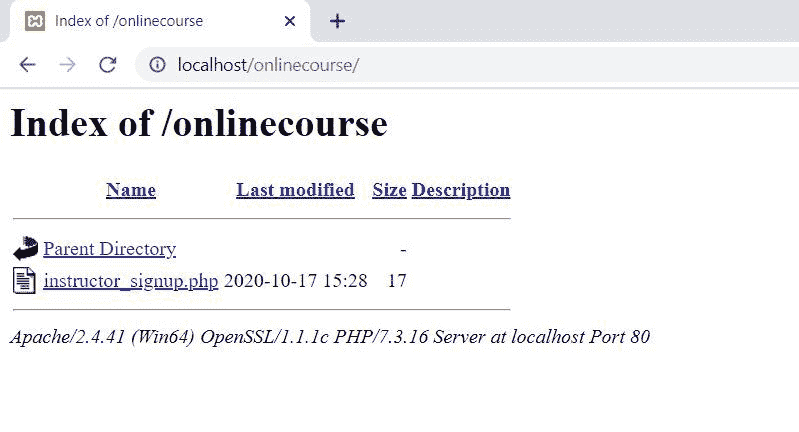 Index of /onlinecourse
localhost/onlinecourse/
Index of /onlinecourse
Name Last modified Size Description
Parent Directory -
instructor_signup.php 2020-10-17 15:28 17
Apache/2.4.41 (Win64) OpenSSL/1.1.1c PHP/7.3.16 Server at localhost Port 80